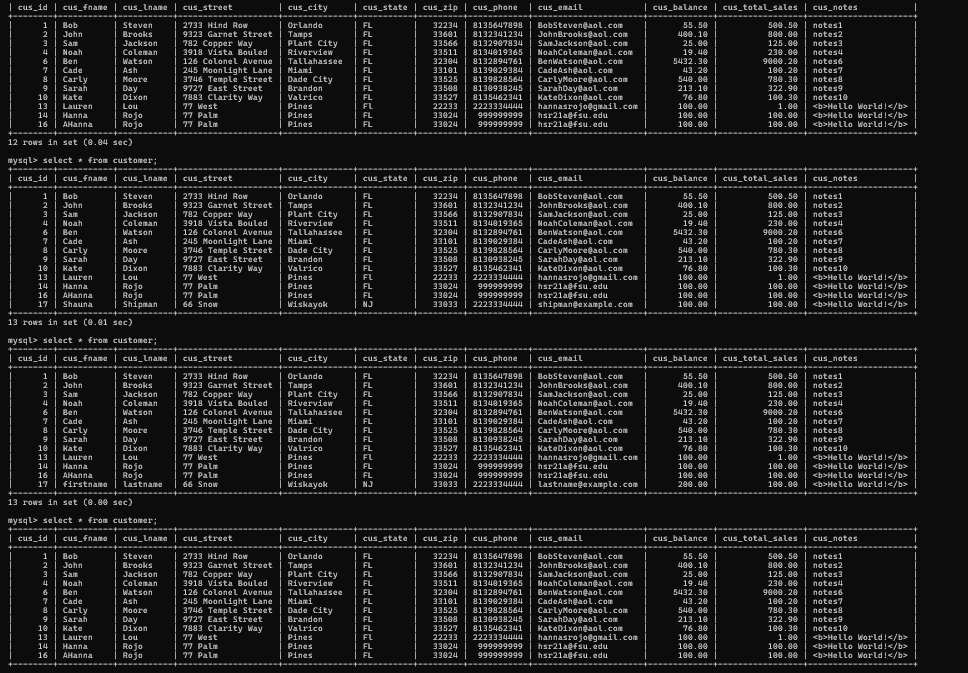 | cus_id | cus_fname | cus_lname | cus_street | cus_city | cus_state | cus_zip | cus_phone | cus_email | cus_balance | cus_total_sales | cus_notes |
| 1 | Bob | Steven | 2733 Hind Row | Orlando | FL | 32234 | 8135647898 | BobSteven@aol.com | 55.50 | 500.50 | notes1
| 2 | John | Brooks | 9323 Garnet Street | Tamps | FL | 33601 | 8132341234 | JohnBrooks@aol.com | 400.10 | 800.00 | notes2
| 3 | Sam | Jackson | 782 Copper Way | Plant City | FL | 33566 | 8132907834 | SamJackson@aol.com | 25.00 | 125.00 | notes3
| 4 | Noah | Coleman | 3918 Vista Bouled | Riverview | FL | 33511 | 8134019365 | NoahColeman@aol.com | 19.40 | 230.00 | notes4
| 6 | Ben | Watson | 126 Colonel Avenue | Tallahassee | FL | 32304 | 8132894761 | BenWatson@aol.com | 5432.30 | 9000.20 | notes6
| 7 | Cade | Ash | 245 Moonlight Lane | Miami | FL | 33101 | 8139029384 | CadeAsh@aol.com | 43.20 | 100.20 | notes7
| 8 | Carly | Moore | 3746 Temple Street | Dade City | FL | 33525 | 8139828564 | CarlyMoore@aol.com | 540.00 | 780.30 | notes8
| 9 | Sarah | Day | 9727 East Street | Brandon | FL | 33508 | 8130938245 | SarahDay@aol.com | 213.10 | 322.90 | notes9
| 10 | Kate | Dixon | 7883 Clarity Way | Valrico | FL | 33527 | 8135462341 | KateDixon@aol.com | 76.80 | 100.30 | notes10
| 13 | Lauren | Lou | 77 West | Pines | FL | 22233 | 2223334444 | hannasrojo@gmail.com | 100.00 | 1.00 | <b>Hello World!</b> |
| 14 | Hanna | Rojo | 77 Palm | Pines | FL | 33024 | 999999999 | hsr21a@fsu.edu | 100.00 | 100.00 | <b>Hello World!</b> |
| 16 | AHanna | Rojo | 77 Palm | Pines | FL | 33024 | 999999999 | hsr21a@fsu.edu | 100.00 | 100.00 | <b>Hello World!</b> |
12 rows in set (0.04 sec)
mysql> select * from customer;
| cus_id | cus_fname | cus_lname | cus_street | cus_city | cus_state | cus_zip | cus_phone | cus_email | cus_balance | cus_total_sales | cus_notes |
| 1 | Bob | Steven | 2733 Hind Row | Orlando | FL | 32234 | 8135647898 | BobSteven@aol.com | 55.50 | 500.50 | notes1
| 2 | John | Brooks | 9323 Garnet Street | Tamps | FL | 33601 | 8132341234 | JohnBrooks@aol.com | 400.10 | 800.00 | notes2
| 3 | Sam | Jackson | 782 Copper Way | Plant City | FL | 33566 | 8132907834 | SamJackson@aol.com | 25.00 | 125.00 | notes3
| 4 | Noah | Coleman | 3918 Vista Bouled | Riverview | FL | 33511 | 8134019365 | NoahColeman@aol.com | 19.40 | 230.00 | notes4
| 6 | Ben | Watson | 126 Colonel Avenue | Tallahassee | FL | 32304 | 8132894761 | BenWatson@aol.com | 5432.30 | 9000.20 | notes6
| 7 | Cade | Ash | 245 Moonlight Lane | Miami | FL | 33101 | 8139029384 | CadeAsh@aol.com | 43.20 | 100.20 | notes7
| 8 | Carly | Moore | 3746 Temple Street | Dade City | FL | 33525 | 8139828564 | CarlyMoore@aol.com | 540.00 | 780.30 | notes8
| 9 | Sarah | Day | 9727 East Street | Brandon | FL | 33508 | 8130938245 | SarahDay@aol.com | 213.10 | 322.90 | notes9
| 10 | Kate | Dixon | 7883 Clarity Way | Valrico | FL | 33527 | 8135462341 | KateDixon@aol.com | 76.80 | 100.30 | notes10
| 13 | Lauren | Lou | 77 West | Pines | FL | 22233 | 2223334444 | hannasrojo@gmail.com | 100.00 | 1.00 | <b>Hello World!</b> |
| 14 | Hanna | Rojo | 77 Palm | Pines | FL | 33024 | 999999999 | hsr21a@fsu.edu | 100.00 | 100.00 | <b>Hello World!</b> |
| 16 | AHanna | Rojo | 77 Palm | Pines | FL | 33024 | 999999999 | hsr21a@fsu.edu | 100.00 | 100.00 | <b>Hello World!</b> |
| 17 | Shauna | Shipman | 66 Snow | Wiskayok | NJ | 33033 | 2223334444 | shipman@example.com | 100.00 | 100.00 | <b>Hello World!</b> |
13 rows in set (0.01 sec)
mysql> select * from customer;
| cus_id | cus_fname | cus_lname | cus_street | cus_city | cus_state | cus_zip | cus_phone | cus_email | cus_balance | cus_total_sales | cus_notes |
| 1 | Bob | Steven | 2733 Hind Row | Orlando | FL | 32234 | 8135647898 | BobSteven@aol.com | 55.50 | 500.50 | notes1
| 2 | John | Brooks | 9323 Garnet Street | Tamps | FL | 33601 | 8132341234 | JohnBrooks@aol.com | 400.10 | 800.00 | notes2
| 3 | Sam | Jackson | 782 Copper Way | Plant City | FL | 33566 | 8132907834 | SamJackson@aol.com | 25.00 | 125.00 | notes3
| 4 | Noah | Coleman | 3918 Vista Bouled | Riverview | FL | 33511 | 8134019365 | NoahColeman@aol.com | 19.40 | 230.00 | notes4
| 6 | Ben | Watson | 126 Colonel Avenue | Tallahassee | FL | 32304 | 8132894761 | BenWatson@aol.com | 5432.30 | 9000.20 | notes6
| 7 | Cade | Ash | 245 Moonlight Lane | Miami | FL | 33101 | 8139029384 | CadeAsh@aol.com | 43.20 | 100.20 | notes7
| 8 | Carly | Moore | 3746 Temple Street | Dade City | FL | 33525 | 8139828564 | CarlyMoore@aol.com | 540.00 | 780.30 | notes8
| 9 | Sarah | Day | 9727 East Street | Brandon | FL | 33508 | 8130938245 | SarahDay@aol.com | 213.10 | 322.90 | notes9
| 10 | Kate | Dixon | 7883 Clarity Way | Valrico | FL | 33527 | 8135462341 | KateDixon@aol.com | 76.80 | 100.30 | notes10
| 13 | Lauren | Lou | 77 West | Pines | FL | 22233 | 2223334444 | hannasrojo@gmail.com | 100.00 | 1.00 | <b>Hello World!</b> |
| 14 | Hanna | Rojo | 77 Palm | Pines | FL | 33024 | 999999999 | hsr21a@fsu.edu | 100.00 | 100.00 | <b>Hello World!</b> |
| 16 | AHanna | Rojo | 77 Palm | Pines | FL | 33024 | 999999999 | hsr21a@fsu.edu | 100.00 | 100.00 | <b>Hello World!</b> |
| 17 | firstname | lastname | 66 Snow | Wiskayok | NJ | 33033 | 2223334444 | lastname@example.com | 200.00 | 100.00 | <b>Hello World!</b> |
13 rows in set (0.00 sec)
mysql> select * from customer;
| cus_id | cus_fname | cus_lname | cus_street | cus_city | cus_state | cus_zip | cus_phone | cus_email | cus_balance | cus_total_sales | cus_notes |
| 1 | Bob | Steven | 2733 Hind Row | Orlando | FL | 32234 | 8135647898 | BobSteven@aol.com | 55.50 | 500.50 | notes1
| 2 | John | Brooks | 9323 Garnet Street | Tamps | FL | 33601 | 8132341234 | JohnBrooks@aol.com | 400.10 | 800.00 | notes2
| 3 | Sam | Jackson | 782 Copper Way | Plant City | FL | 33566 | 8132907834 | SamJackson@aol.com | 25.00 | 125.00 | notes3
| 4 | Noah | Coleman | 3918 Vista Bouled | Riverview | FL | 33511 | 8134019365 | NoahColeman@aol.com | 19.40 | 230.00 | notes4
| 6 | Ben | Watson | 126 Colonel Avenue | Tallahassee | FL | 32304 | 8132894761 | BenWatson@aol.com | 5432.30 | 9000.20 | notes6
| 7 | Cade | Ash | 245 Moonlight Lane | Miami | FL | 33101 | 8139029384 | CadeAsh@aol.com | 43.20 | 100.20 | notes7
| 8 | Carly | Moore | 3746 Temple Street | Dade City | FL | 33525 | 8139828564 | CarlyMoore@aol.com | 540.00 | 780.30 | notes8
| 9 | Sarah | Day | 9727 East Street | Brandon | FL | 33508 | 8130938245 | SarahDay@aol.com | 213.10 | 322.90 | notes9
| 10 | Kate | Dixon | 7883 Clarity Way | Valrico | FL | 33527 | 8135462341 | KateDixon@aol.com | 76.80 | 100.30 | notes10
| 13 | Lauren | Lou | 77 West | Pines | FL | 22233 | 2223334444 | hannasrojo@gmail.com | 100.00 | 1.00 | <b>Hello World!</b> |
| 14 | Hanna | Rojo | 77 Palm | Pines | FL | 33024 | 999999999 | hsr21a@fsu.edu | 100.00 | 100.00 | <b>Hello World!</b> |
| 16 | AHanna | Rojo | 77 Palm | Pines | FL | 33024 | 999999999 | hsr21a@fsu.edu | 100.00 | 100.00 | <b>Hello World!</b> |